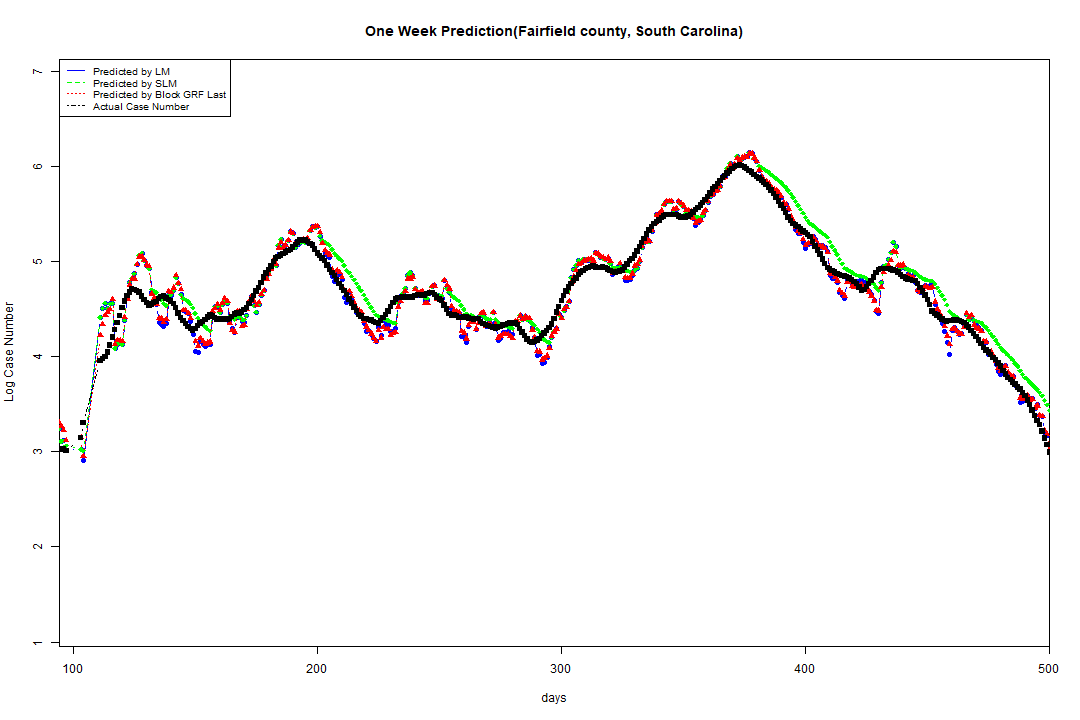 One Week Prediction(Fairfield county, South Carolina)
Predicted by LM
Predicted by SLM
Predicted by Block GRF Last
Actual Case Number
Log Case Number
7
6
5
4
3
2
1
100 200 300 400 500
days